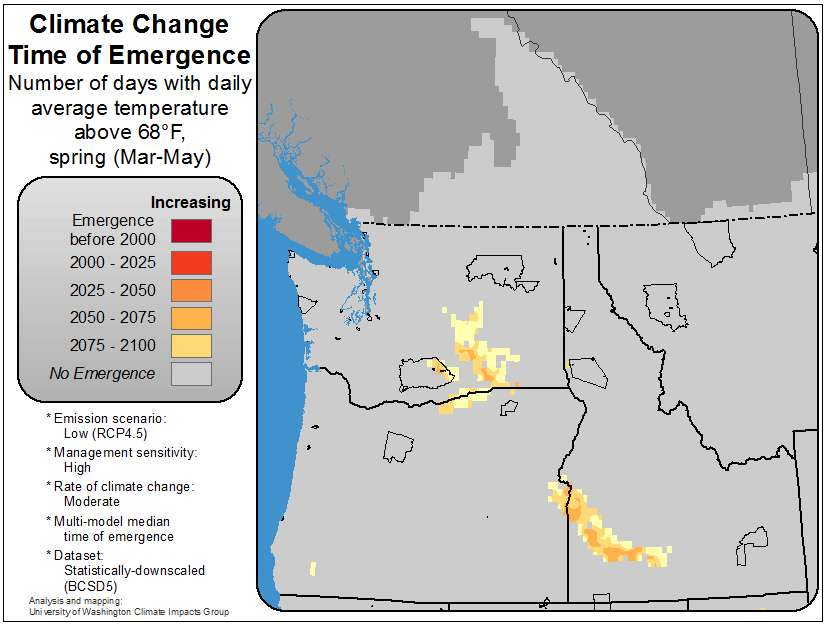 Climate Change
Time of Emergence
Number of days with daily
average temperature
above 68°F,
spring (Mar-May)
Increasing
Emergence
before 2000
2000 - 2025
2025 - 2050
2050 - 2075
2075 - 2100
No Emergence
* Emission scenario:
Low (RCP4.5)
* Management sensitivity:
High
* Rate of climate change:
Moderate
* Multi-model median
time of emergence
* Dataset:
Statistically-downscaled
(BCSD5)
Analysis and mapping:
University of Washington Climate Impacts Group